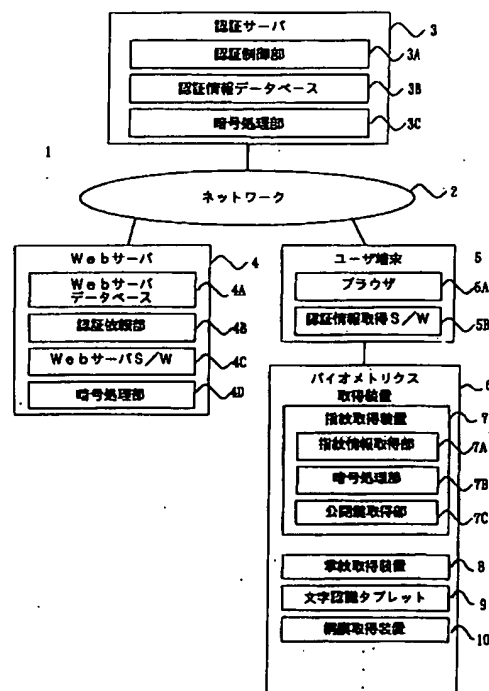 認証サーバ
3
認証制御部
3A
認証情報データベース
3B
暗号処理部
3C
1
ネットワーク
2
Webサーバ
4
Webサーバ
データベース
4A
認証依頼部
4B
WebサーバS/W
4C
暗号処理部
4D
ユーザ端末
5
ブラウザ
5A
認証情報取得S/W
5B
バイオメトリクス
取得装置
6
指紋取得装置
7
指紋情報取得部
7A
暗号処理部
7B
公開鍵取得部
7C
掌紋取得装置
8
文字認識タブレット
9
網膜取得装置
10